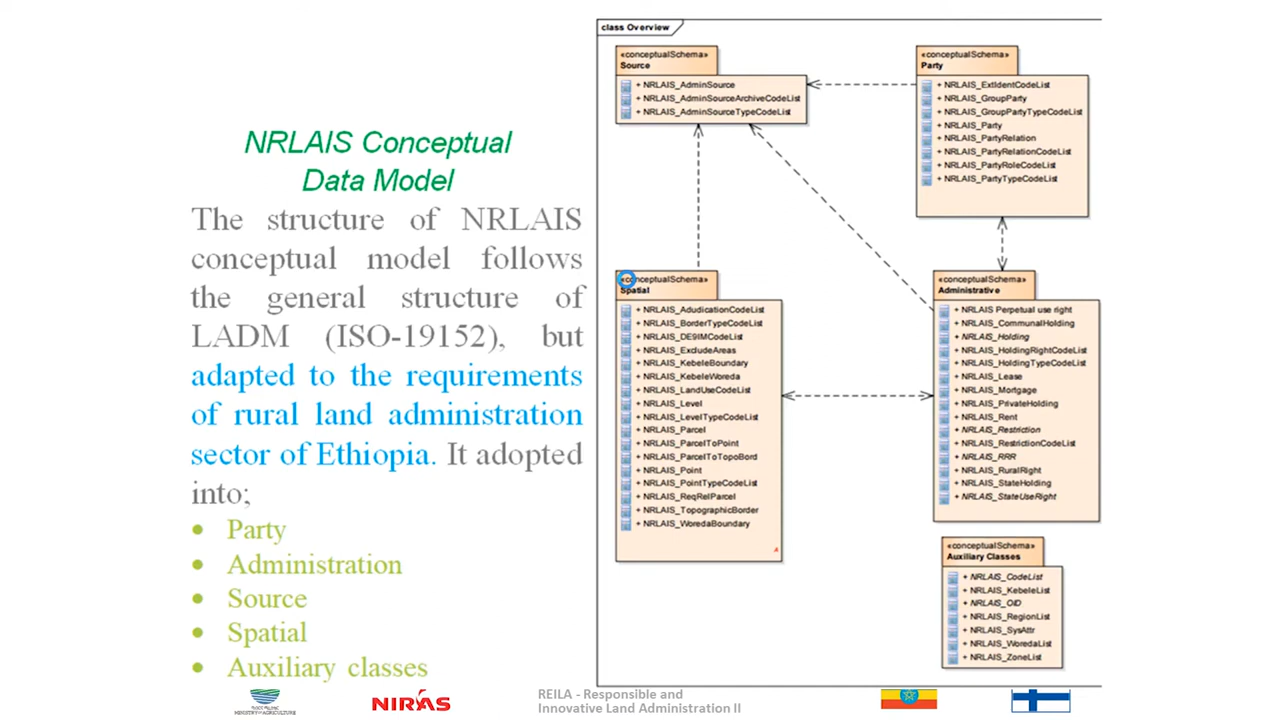 NRLAIS Conceptual
Data Model
The structure of NRLAIS
conceptual model follows
the general structure of
LADM (ISO-19152), but
adapted to the requirements
of rural land administration
sector of Ethiopia. It adopted
into;
• Party
• Administration
• Source
• Spatial
• Auxiliary classes
class Overview
«conceptualSchema»
Source
+ NRLAIS_AdminSource
+ NRLAIS_AdminSourceArchiveCodeList
+ NRLAIS_AdminSourceTypeCodeList
«conceptualSchema»
Party
+ NRLAIS_ExtIdentCodeList
+ NRLAIS_GroupParty
+ NRLAIS_GroupPartyTypeCodeList
+ NRLAIS_Party
+ NRLAIS_PartyRelation
+ NRLAIS_PartyRelationCodeList
+ NRLAIS_PartyRoleCodeList
+ NRLAIS_PartyTypeCodeList
«conceptualSchema»
Spatial
+ NRLAIS_AdudicationCodeList
+ NRLAIS_BorderTypeCodeList
+ NRLAIS_DE9IMCodeList
+ NRLAIS_ExcludeAreas
+ NRLAIS_KebeleBoundary
+ NRLAIS_KebeleWoreda
+ NRLAIS_LandUseCodeList
+ NRLAIS_Level
+ NRLAIS_LevelTypeCodeList
+ NRLAIS_Parcel
+ NRLAIS_ParcelToPoint
+ NRLAIS_ParcelToTopoBord
+ NRLAIS_Point
+ NRLAIS_PointTypeCodeList
+ NRLAIS_ReqRelParcel
+ NRLAIS_TopographicBorder
+ NRLAIS_WoredaBoundary
«conceptualSchema»
Administrative
+ NRLAIS Perpetual use right
+ NRLAIS_CommunalHolding
+ NRLAIS_Holding
+ NRLAIS_HoldingRightCodeList
+ NRLAIS_HoldingTypeCodeList
+ NRLAIS_Lease
+ NRLAIS_Mortgage
+ NRLAIS_PrivateHolding
+ NRLAIS_Rent
+ NRLAIS_Restriction
+ NRLAIS_RestrictionCodeList
+ NRLAIS_RRR
+ NRLAIS_RuralRight
+ NRLAIS_StateHolding
+ NRLAIS_StateUseRight
«conceptualSchema»
Auxiliary Classes
+ NRLAIS_CodeList
+ NRLAIS_KebeleList
+ NRLAIS_OID
+ NRLAIS_RegionList
+ NRLAIS_SysAttr
+ NRLAIS_WoredaList
+ NRLAIS_ZoneList
MINISTRY OF AGRICULTURE
NIRAS
REILA - Responsible and
Innovative Land Administration II